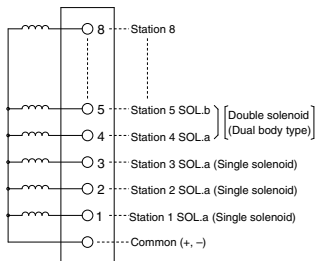 8 Station 8
5 Station 5 SOL.b
4 Station 4 SOL.a
[Double solenoid
(Dual body type)]
3 Station 3 SOL.a (Single solenoid)
2 Station 2 SOL.a (Single solenoid)
1 Station 1 SOL.a (Single solenoid)
Common (+, –)